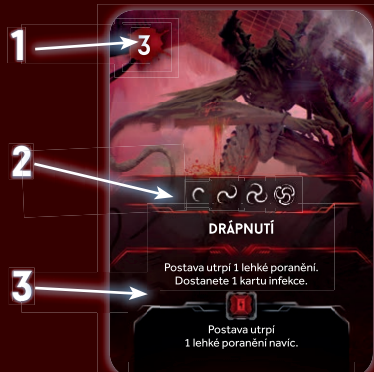 1
3
2
DRÁPNUTÍ
Postava utrpí 1 lehké poranění.
Dostanete 1 kartu infekce.
3
Postava utrpí
1 lehké poranění navíc.